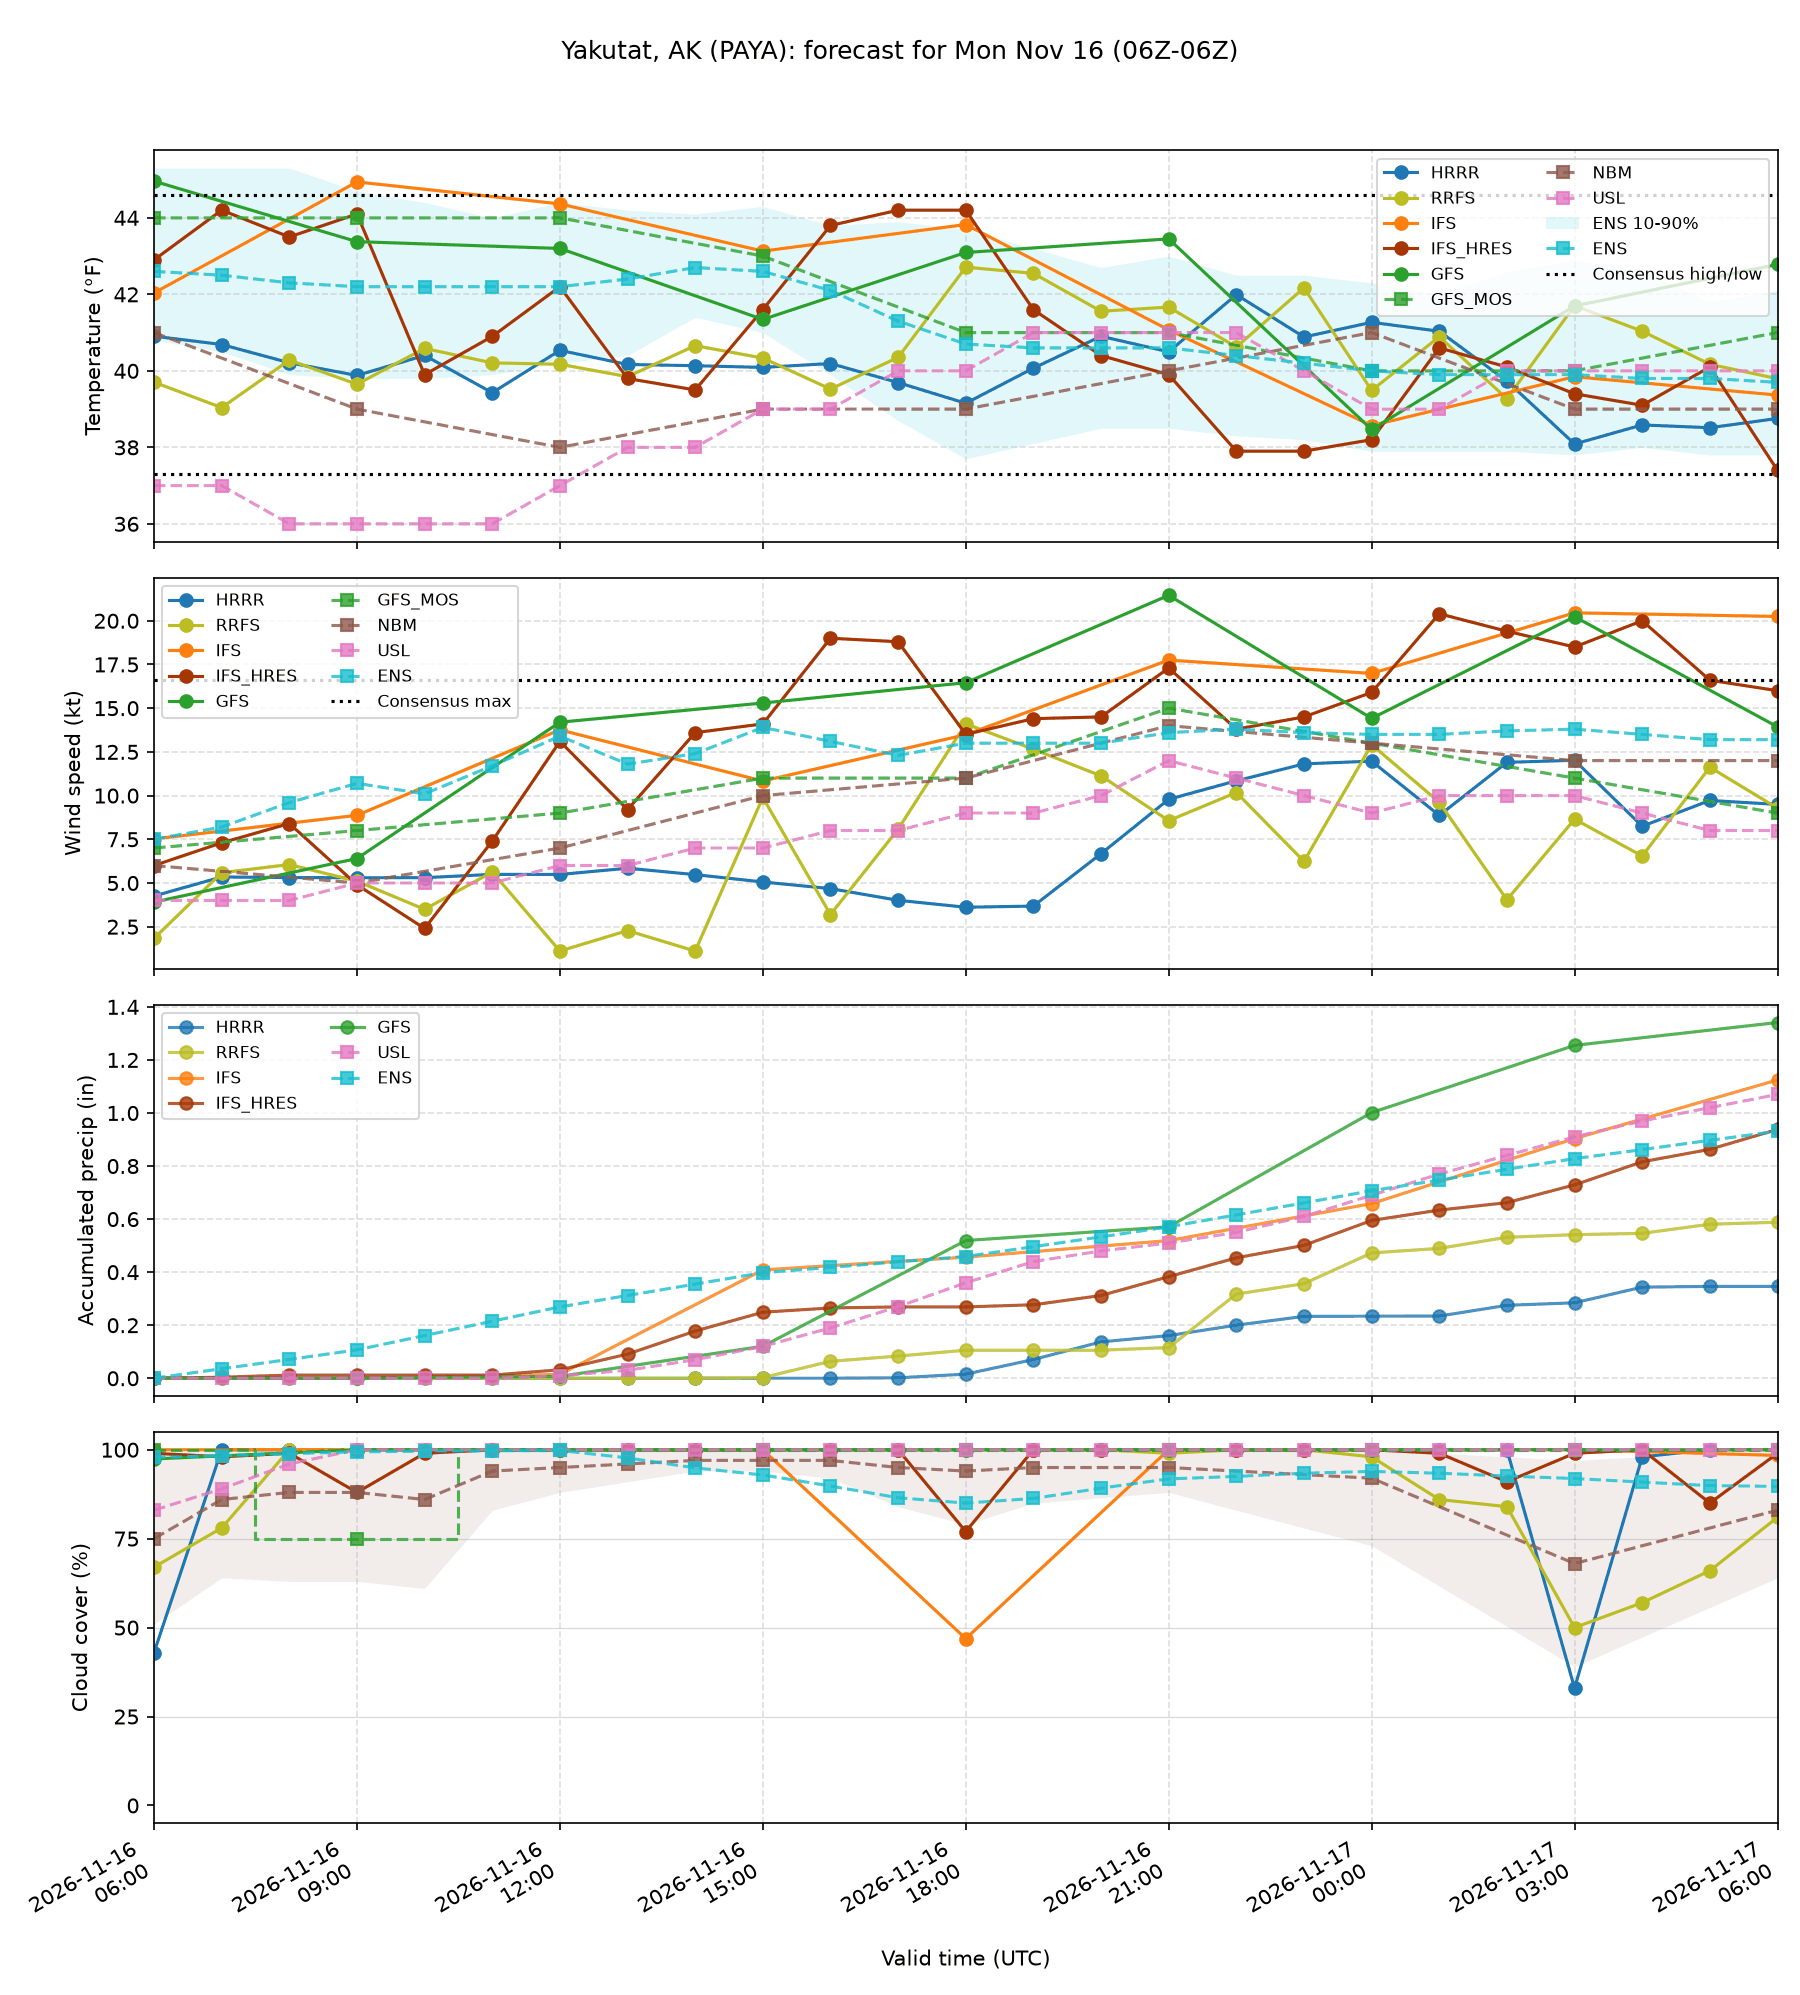 Yakutat, AK (PAYA): forecast for Mon Nov 16 (06Z-06Z)
Temperature (°F)
44
42
40
38
36
HRRR
RRFS
IFS
IFS_HRES
GFS
GFS_MOS
NBM
USL
ENS 10-90%
ENS
Consensus high/low
Wind speed (kt)
20.0
17.5
15.0
12.5
10.0
7.5
5.0
2.5
HRRR
RRFS
IFS
IFS_HRES
GFS
GFS_MOS
NBM
USL
ENS
Consensus max
Accumulated precip (in)
1.4
1.2
1.0
0.8
0.6
0.4
0.2
0.0
HRRR
RRFS
IFS
IFS_HRES
GFS
USL
ENS
Cloud cover (%)
100
75
50
25
0
2026-11-16
06:00
2026-11-16
09:00
2026-11-16
12:00
2026-11-16
15:00
2026-11-16
18:00
2026-11-16
21:00
2026-11-17
00:00
2026-11-17
03:00
2026-11-17
06:00
Valid time (UTC)